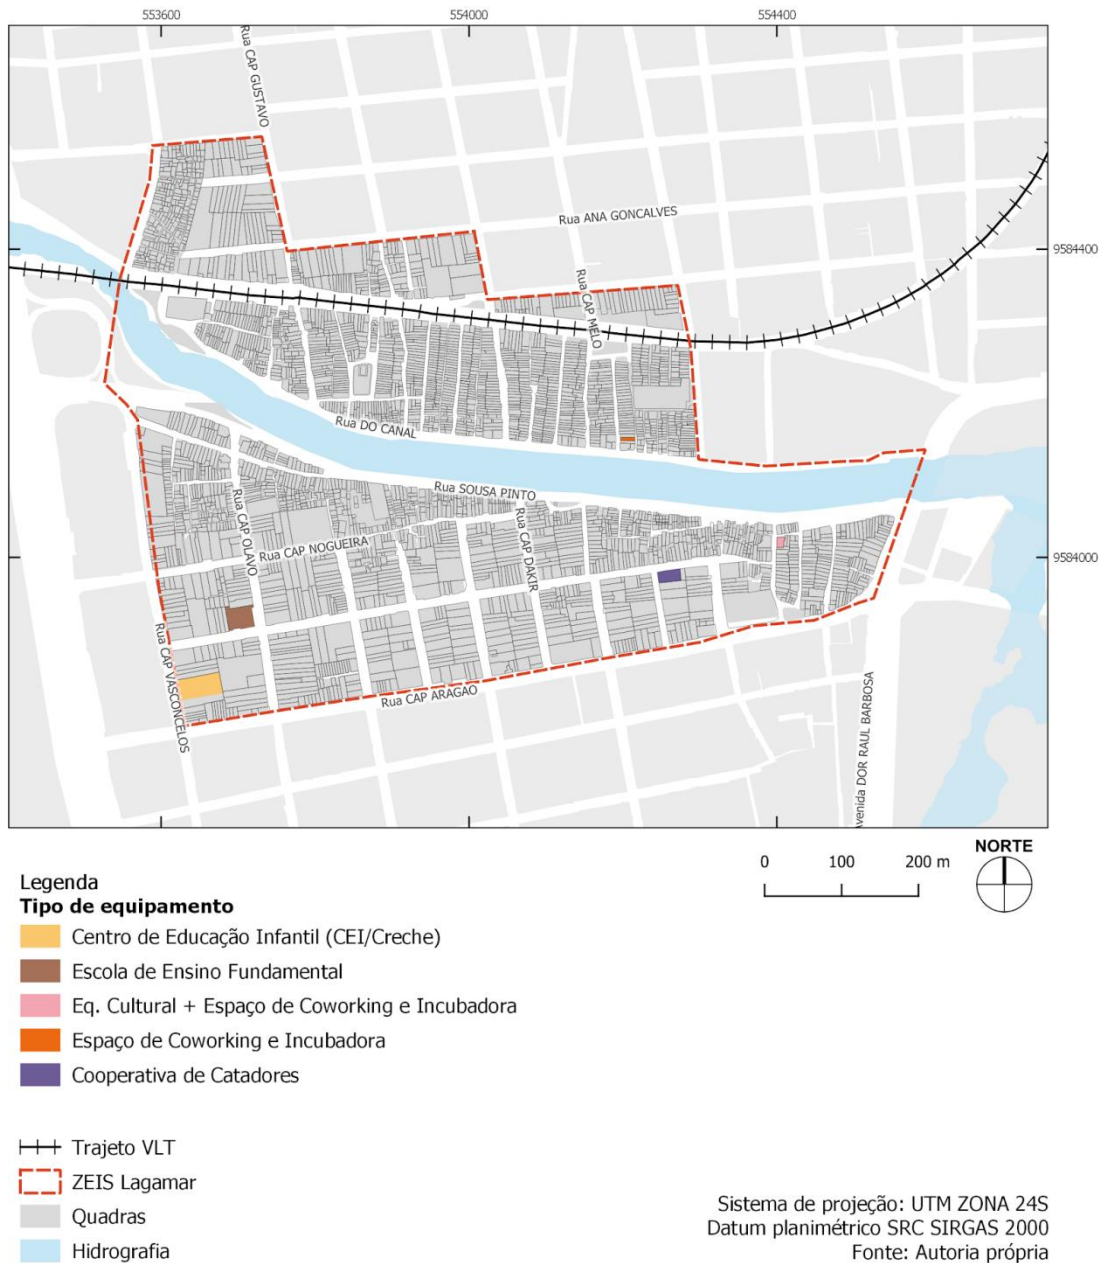 553600
554000
554400
Rua CAP GUSTAVO
Rua ANA GONCALVES
9584400
Rua CAP MELO
Rua DO CANAL
Rua SOUSA PINTO
Rua CAP OLAVO
Rua CAP NOGUEIRA
Rua CAP DAKIR
9584000
Rua CAP VASCONCELOS
Rua CAP ARAGAO
Avenida DOR RAUL BARBOSA
0 100 200 m
NORTE
Legenda
Tipo de equipamento
Centro de Educação Infantil (CEI/Creche)
Escola de Ensino Fundamental
Eq. Cultural + Espaço de Coworking e Incubadora
Espaço de Coworking e Incubadora
Cooperativa de Catadores
Trajeto VLT
ZEIS Lagamar
Quadras
Hidrografia
Sistema de projeção: UTM ZONA 24S
Datum planimétrico SRC SIRGAS 2000
Fonte: Autoria própria